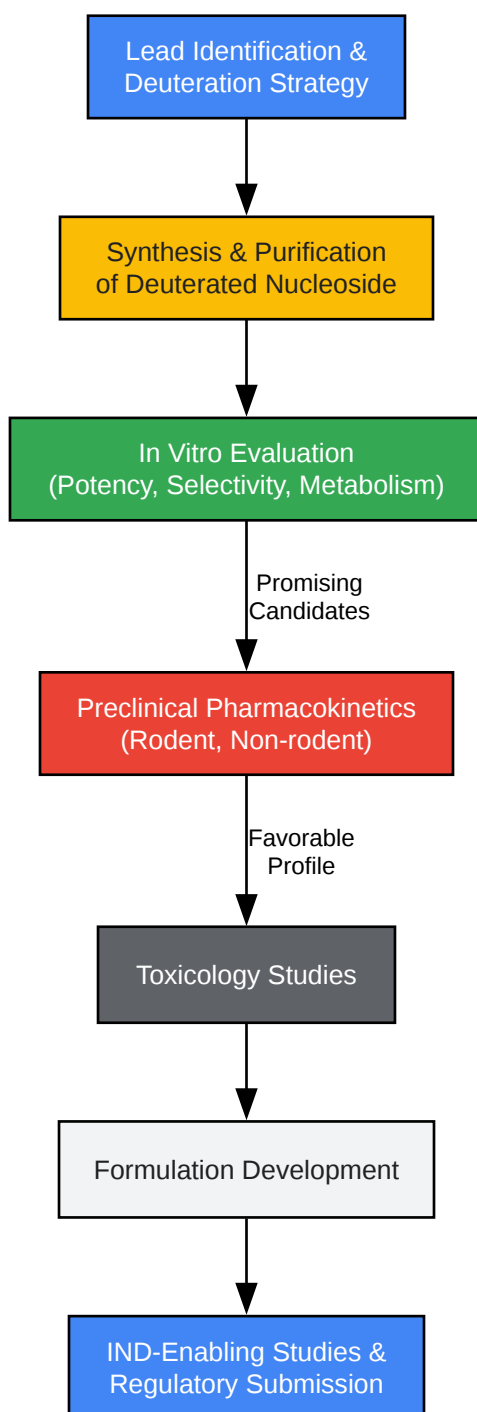 Lead Identification &
Deuteration Strategy
Synthesis & Purification
of Deuterated Nucleoside
In Vitro Evaluation
(Potency, Selectivity, Metabolism)
Promising
Candidates
Preclinical Pharmacokinetics
(Rodent, Non-rodent)
Favorable
Profile
Toxicology Studies
Formulation Development
IND-Enabling Studies &
Regulatory Submission